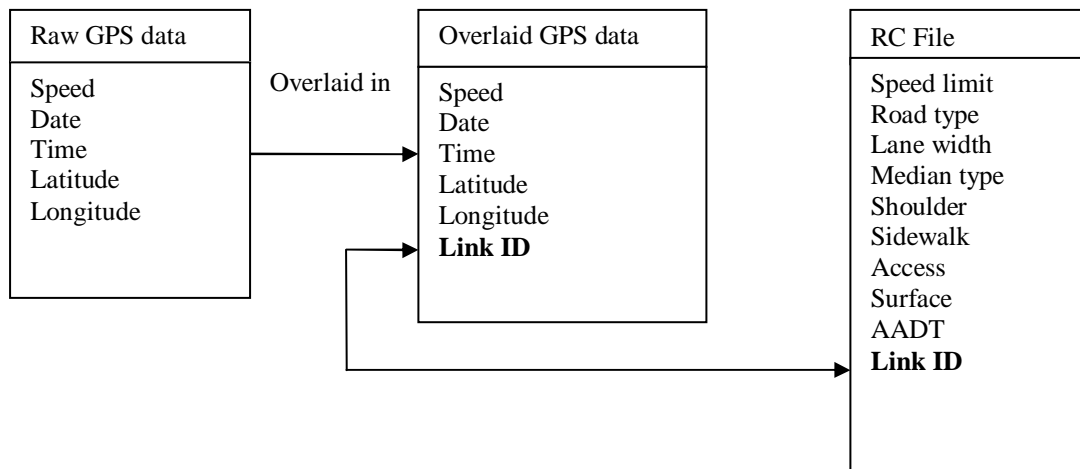 Raw GPS data
Speed
Date
Time
Latitude
Longitude
Overlaid in
Overlaid GPS data
Speed
Date
Time
Latitude
Longitude
Link ID
RC File
Speed limit
Road type
Lane width
Median type
Shoulder
Sidewalk
Access
Surface
AADT
Link ID